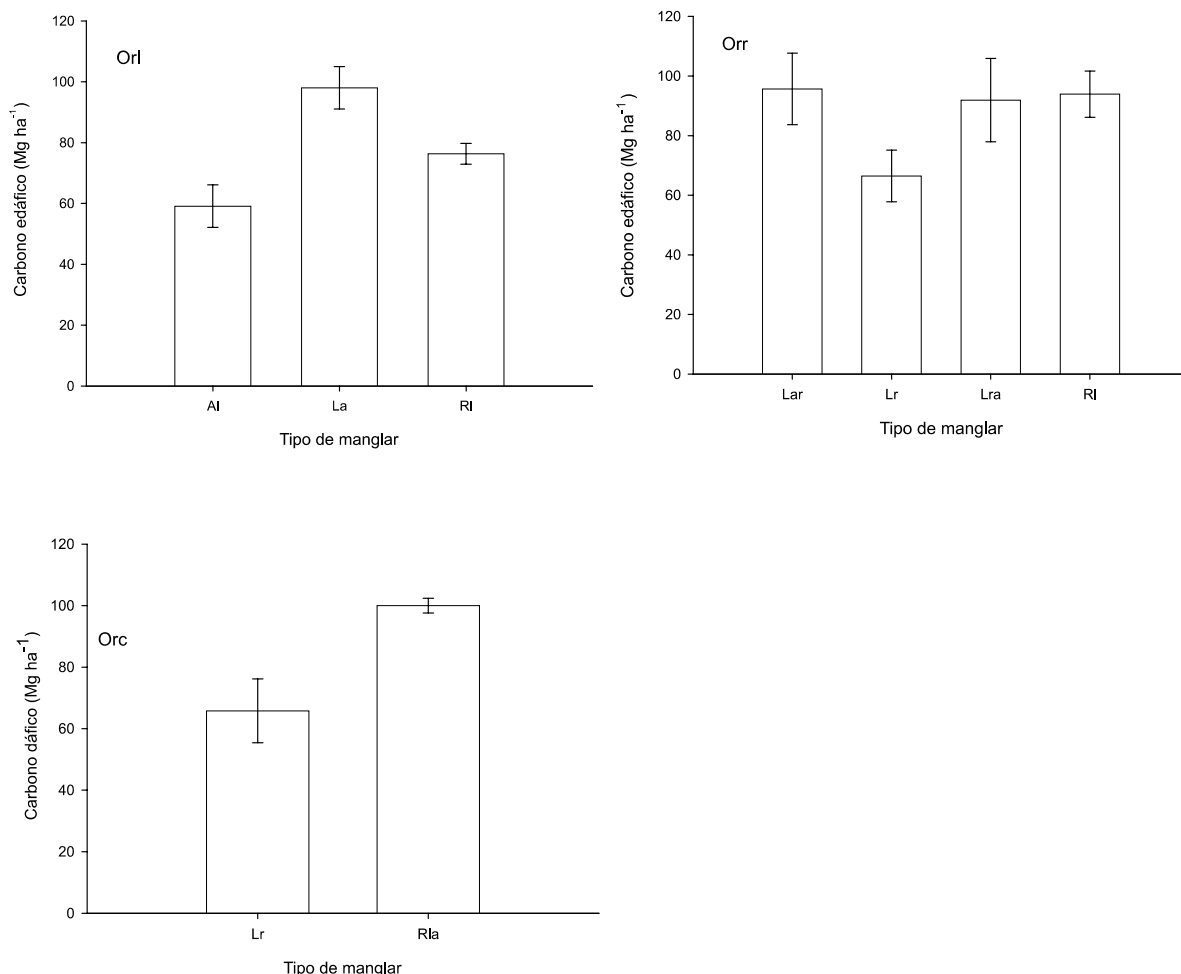 Orl
Carbono edáfico (Mg ha⁻¹)
120
100
80
60
40
20
0
Al
La
Rl
Tipo de manglar
Orr
Carbono edáfico (Mg ha⁻¹)
120
100
80
60
40
20
0
Lar
Lr
Lra
Rl
Tipo de manglar
Orc
Carbono dáfico (Mg ha⁻¹)
120
100
80
60
40
20
0
Lr
Rla
Tipo de manglar